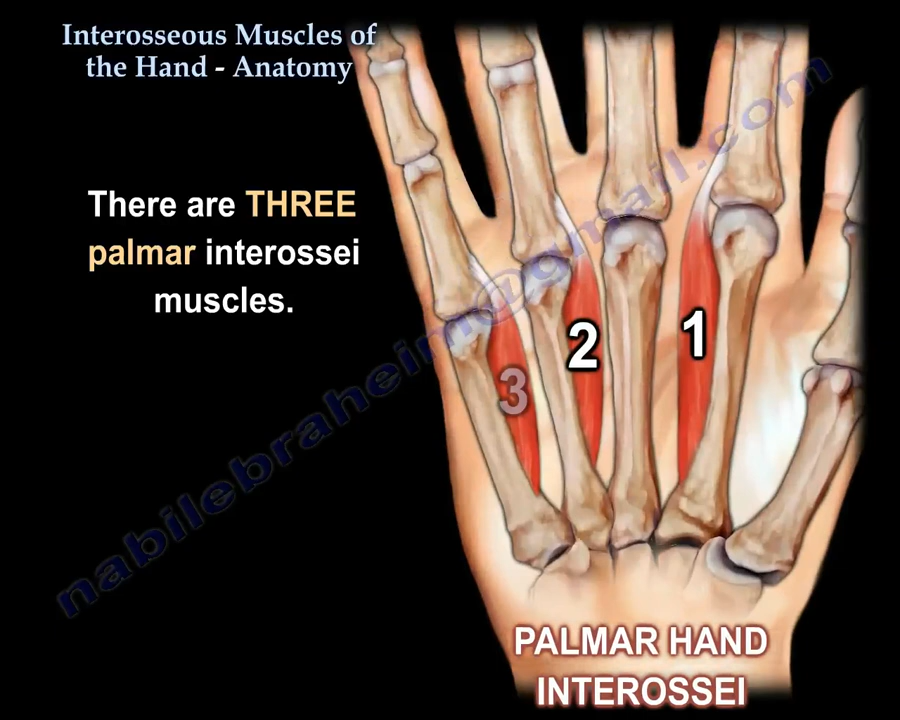 Interosseous Muscles of
the Hand - Anatomy
There are THREE
palmar interossei
muscles.
3
2
1
nabilebraheim@gmail.com
PALMAR HAND
INTEROSSEI